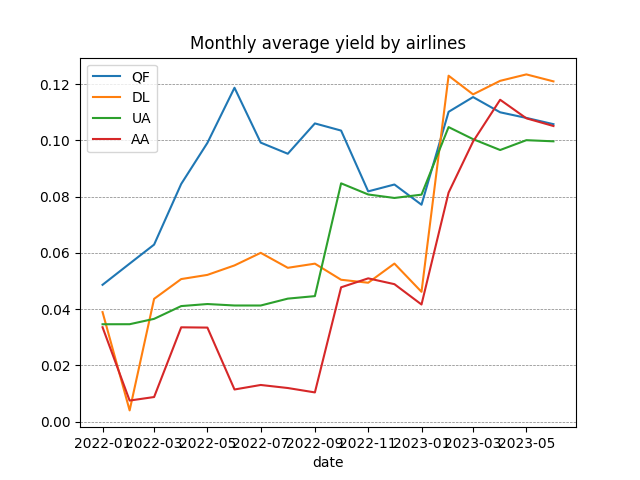 Monthly average yield by airlines
QF
DL
UA
AA
0.12
0.10
0.08
0.06
0.04
0.02
0.00
2022-01 2022-03 2022-05 2022-07 2022-09 2022-11 2023-01 2023-03 2023-05
date